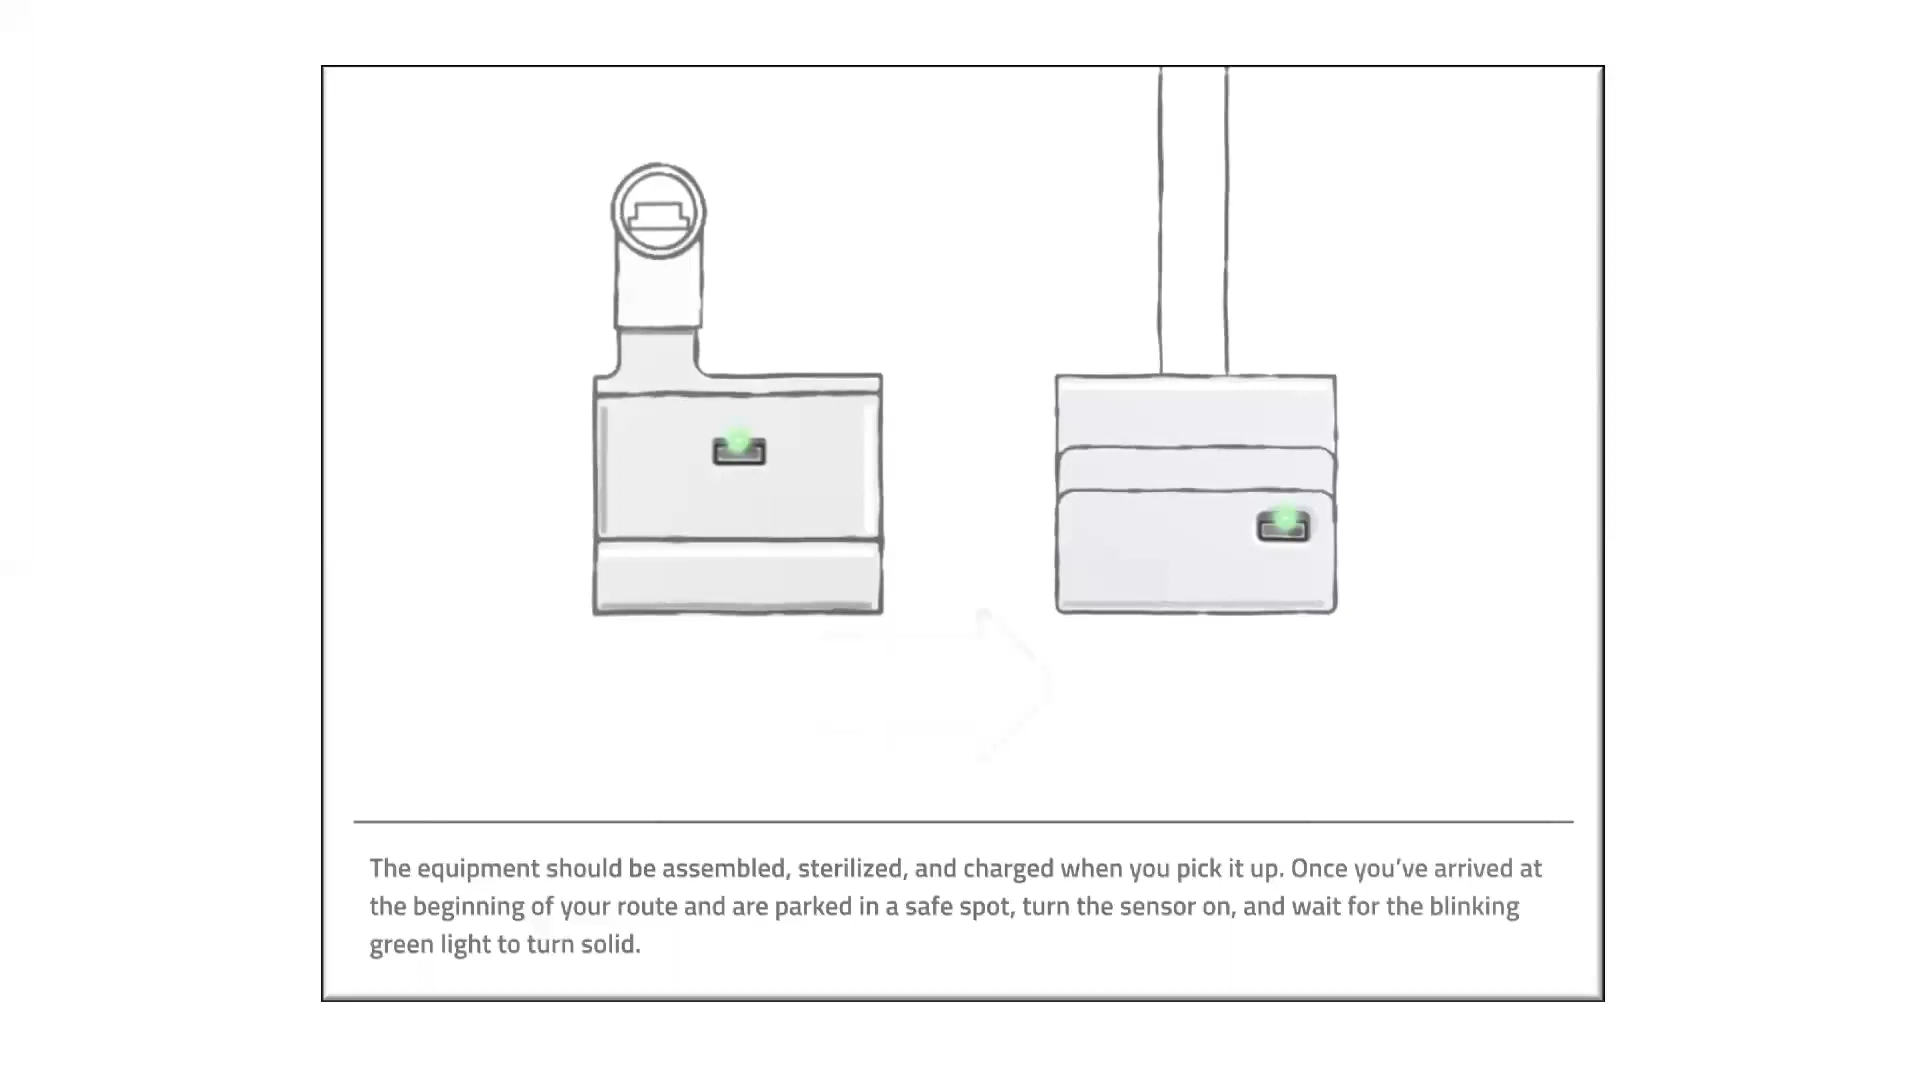 The equipment should be assembled, sterilized, and charged when you pick it up. Once you’ve arrived at
the beginning of your route and are parked in a safe spot, turn the sensor on, and wait for the blinking
green light to turn solid.